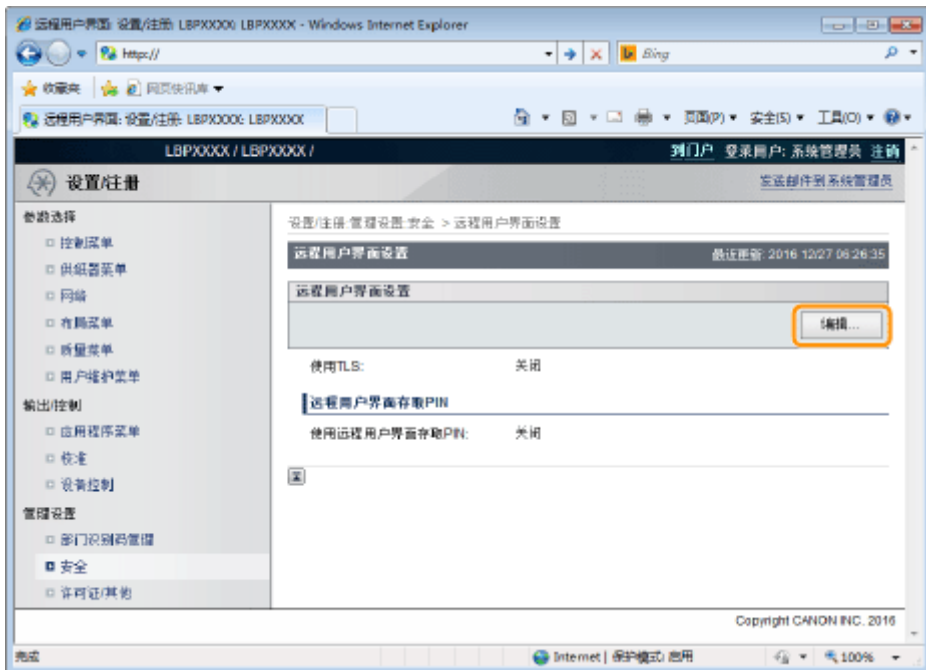 远程用户界面: 设置/注册: LBPXXXX: LBPXXXX - Windows Internet Explorer
http://
Bing
收藏夹 网页快讯库
远程用户界面: 设置/注册: LBPXXXX: LBPXXXX 页面(P) 安全(S) 工具(O)
LBPXXXX / LBPXXXX / 到门户 登录用户: 系统管理员 注销
设置/注册 发送邮件到系统管理员
参数选择
控制菜单
供纸器菜单
网络
布局菜单
质量菜单
用户维护菜单
输出/控制
应用程序菜单
校准
设备控制
管理设置
部门识别码管理
安全
许可证/其他
设置/注册:管理设置:安全 > 远程用户界面设置
远程用户界面设置 最近更新: 2016 12/27 06:26:35
远程用户界面设置
编辑...
使用TLS: 关闭
远程用户界面存取PIN
使用远程用户界面存取PIN: 关闭
Copyright CANON INC. 2016
完成 Internet | 保护模式: 启用 100%